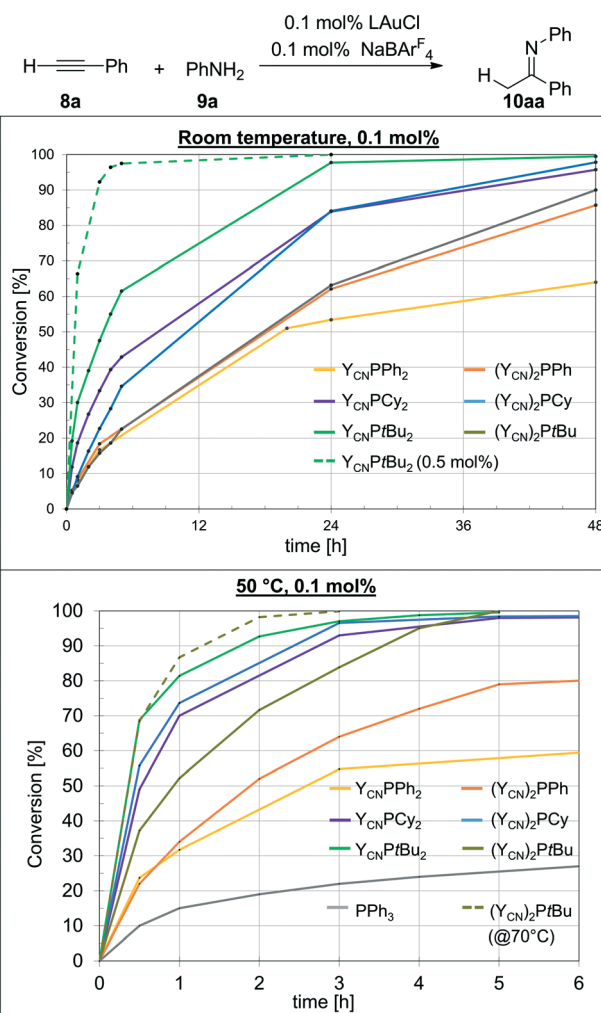 0.1 mol% LAuCl
0.1 mol% NaBArF4
H Ph + PhNH2
N Ph
H Ph
8a 9a 10aa
Room temperature, 0.1 mol%
100
90
80
70
60
50
40
30
20
10
0
Conversion [%]
YCNPPh2 (YCN)2PPh
YCNPCy2 (YCN)2PCy
YCNPtBu2 (YCN)2PtBu
YCNPtBu2 (0.5 mol%)
0 12 24 36 48
time [h]
50 °C, 0.1 mol%
100
90
80
70
60
50
40
30
20
10
0
Conversion [%]
YCNPPh2 (YCN)2PPh
YCNPCy2 (YCN)2PCy
YCNPtBu2 (YCN)2PtBu
PPh3 (YCN)2PtBu
(@70°C)
0 1 2 3 4 5 6
time [h]